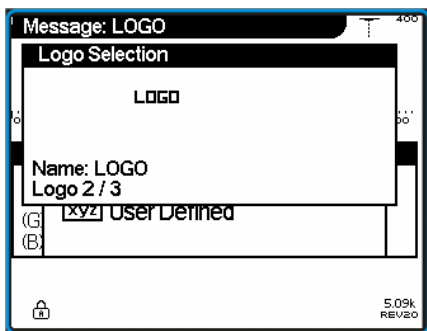 Message: LOGO
400
Logo Selection
LOGO
Name: LOGO
Logo 2 / 3
xyz User Defined
(G)
(B)
5.09k
REV20